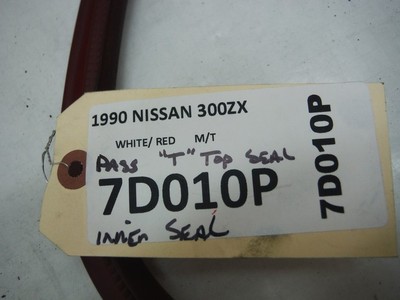 1990 NISSAN 300ZX
WHITE/ RED M/T
PASS "T" TOP SEAL
7D010P
INNER SEAL
7D010P